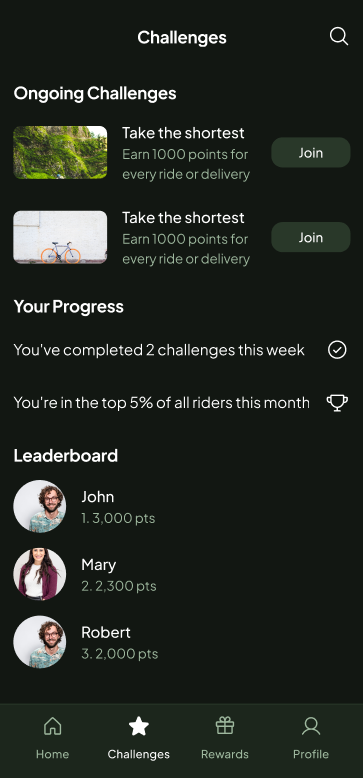 Challenges
Ongoing Challenges
Take the shortest
Earn 1000 points for
every ride or delivery
Join
Take the shortest
Earn 1000 points for
every ride or delivery
Join
Your Progress
You've completed 2 challenges this week
You're in the top 5% of all riders this month
Leaderboard
John
1. 3,000 pts
Mary
2. 2,300 pts
Robert
3. 2,000 pts
Home
Challenges
Rewards
Profile